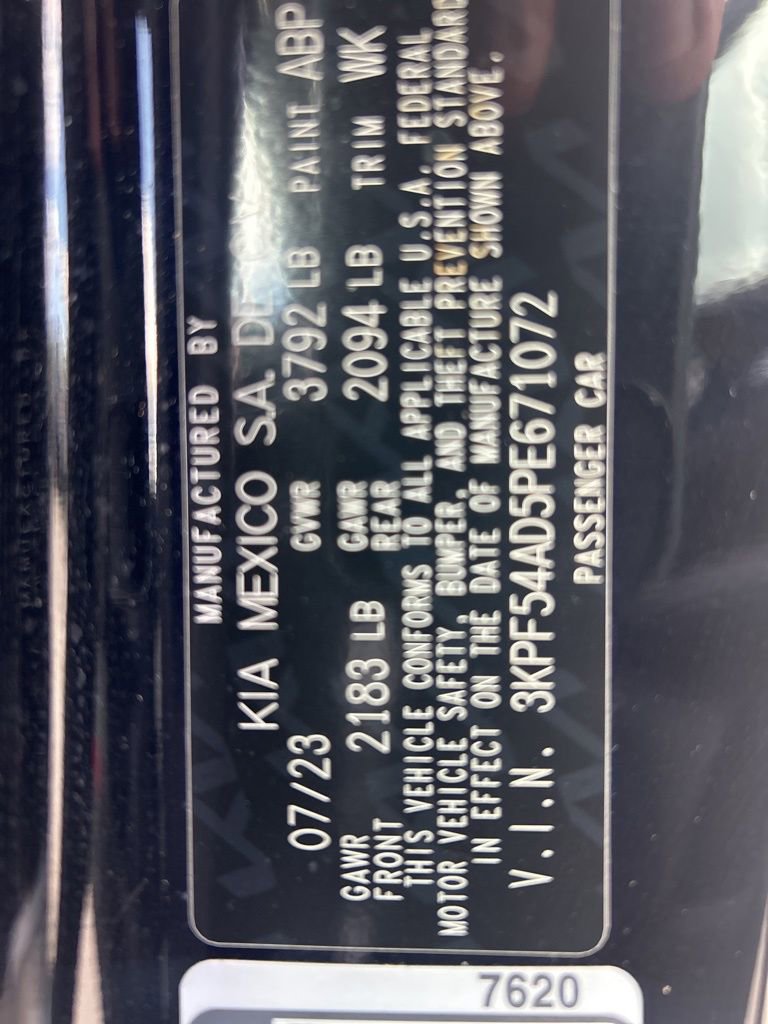 MANUFACTURED BY
KIA MEXICO S.A. DE
07/23 GVWR 3792 LB PAINT ABP
GAWR FRONT 2183 LB GAWR REAR 2094 LB TRIM WK
THIS VEHICLE CONFORMS TO ALL APPLICABLE U.S.A. FEDERAL
MOTOR VEHICLE SAFETY, BUMPER, AND THEFT PREVENTION STANDARD
IN EFFECT ON THE DATE OF MANUFACTURE SHOWN ABOVE.
V.I.N. 3KPF54AD5PE671072
PASSENGER CAR
7620